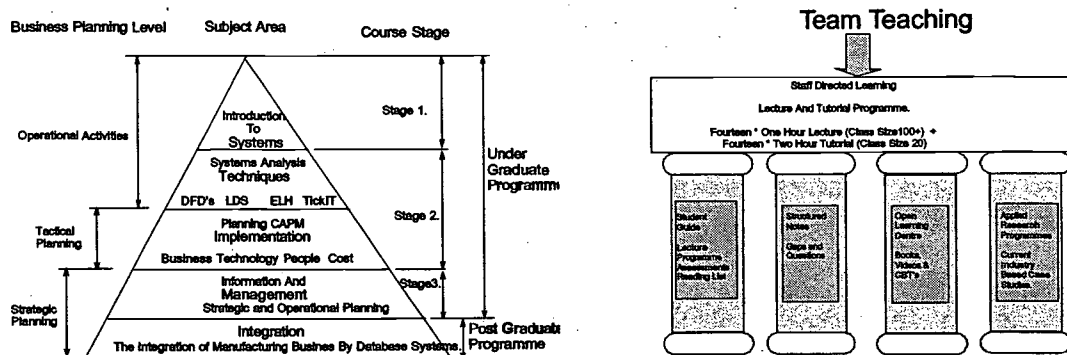 Business Planning Level
Subject Area
Course Stage
Operational Activities
Tactical
Planning
Strategic
Planning
Introduction
To
Systems
Systems Analysis
Techniques
DFD's LDS ELH TickIT
Planning CAPM
Implementation
Business Technology People Cost
Information And
Management
Strategic and Operational Planning
Integration
The Integration of Manufacturing Busines By Database Systems.
Stage 1.
Stage 2.
Stage3.
Under
Graduate
Programme
Post Graduate
Programme
Team Teaching
Staff Directed Learning
Lecture And Tutorial Programme.
Fourteen * One Hour Lecture (Class Size100+) +
Fourteen * Two Hour Tutorial (Class Size 20)
Student
Guide
Lecture
Programme
Assessments
Reading List
Structured
Notes
Gaps and
Questions
Open
Learning
Centre
Books,
Videos &
CBT's
Applied
Research
Programmes
Current
Industry
Based Case
Studies.